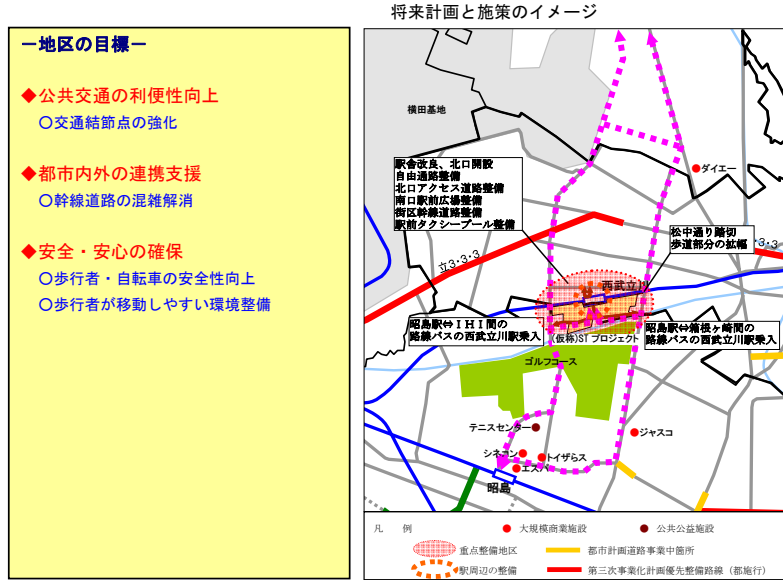 将来計画と施策のイメージ
－地区の目標－
◆公共交通の利便性向上
○交通結節点の強化
◆都市内外の連携支援
○幹線道路の混雑解消
◆安全・安心の確保
○歩行者・自転車の安全性向上
○歩行者が移動しやすい環境整備
横田基地
駅舎改良、北口開設
自由通路整備
北口アクセス道路整備
南口駅前広場整備
街区幹線道路整備
駅前タクシープール整備
ダイエー
松中通り踏切
歩道部分の拡幅
立3・3・3
3・3
西武立川
昭島駅⇔ＩＨＩ間の
路線バスの西武立川駅乗入
(仮称)ST プロジェクト
昭島駅⇔箱根ヶ崎間の
路線バスの西武立川駅乗入
ゴルフコース
テニスセンター
ジャスコ
シネコン
トイザらス
エスパ
昭島
凡 例
大規模商業施設
公共公益施設
重点整備地区
都市計画道路事業中箇所
駅周辺の整備
第三次事業化計画優先整備路線（都施行）